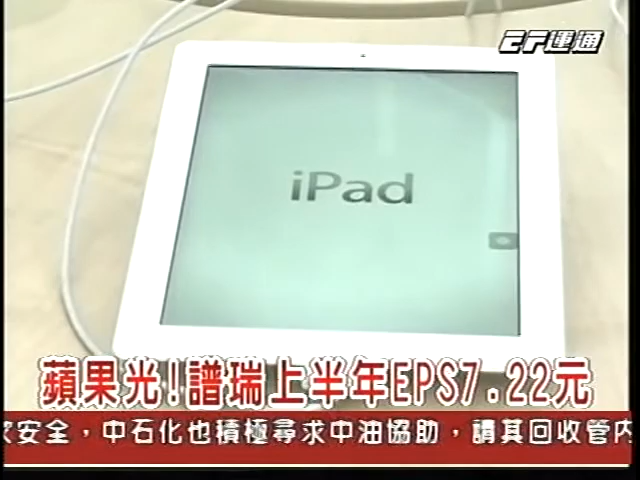 EF運通
iPad
蘋果光!譜瑞上半年EPS7.22元
安全，中石化也積極尋求中油協助，請其回收管內